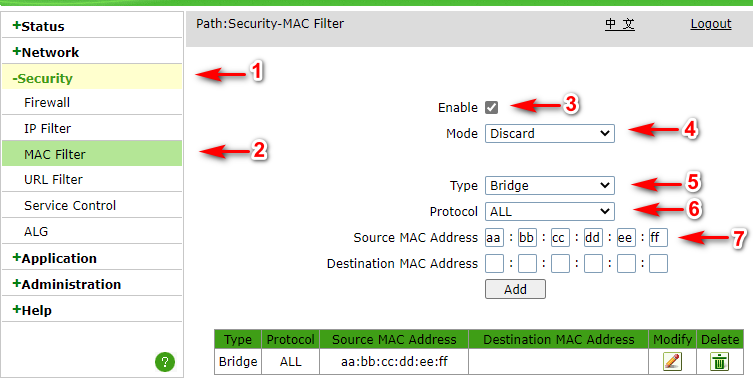 +Status
+Network
-Security
Firewall
IP Filter
MAC Filter
URL Filter
Service Control
ALG
+Application
+Administration
+Help
?
Path:Security-MAC Filter 中 文 Logout
1
2
Enable 3
Mode Discard 4
Type Bridge 5
Protocol ALL 6
Source MAC Address aa : bb : cc : dd : ee : ff 7
Destination MAC Address : : : : :
Add
Type Protocol Source MAC Address Destination MAC Address Modify Delete
Bridge ALL aa:bb:cc:dd:ee:ff